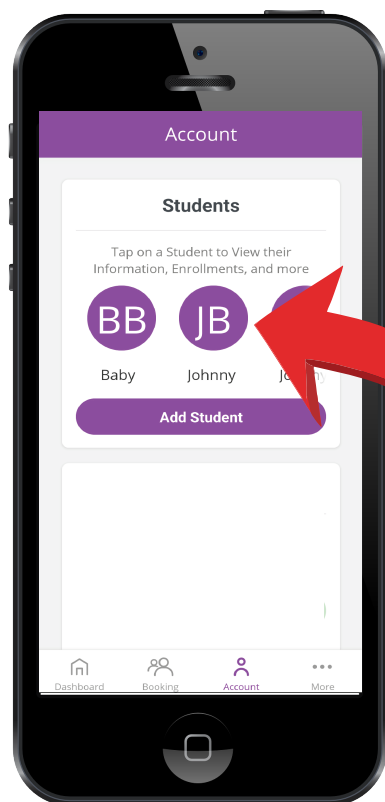 Account
Students
Tap on a Student to View their
Information, Enrollments, and more
BB JB
Baby Johnny
Add Student
Dashboard Booking Account More